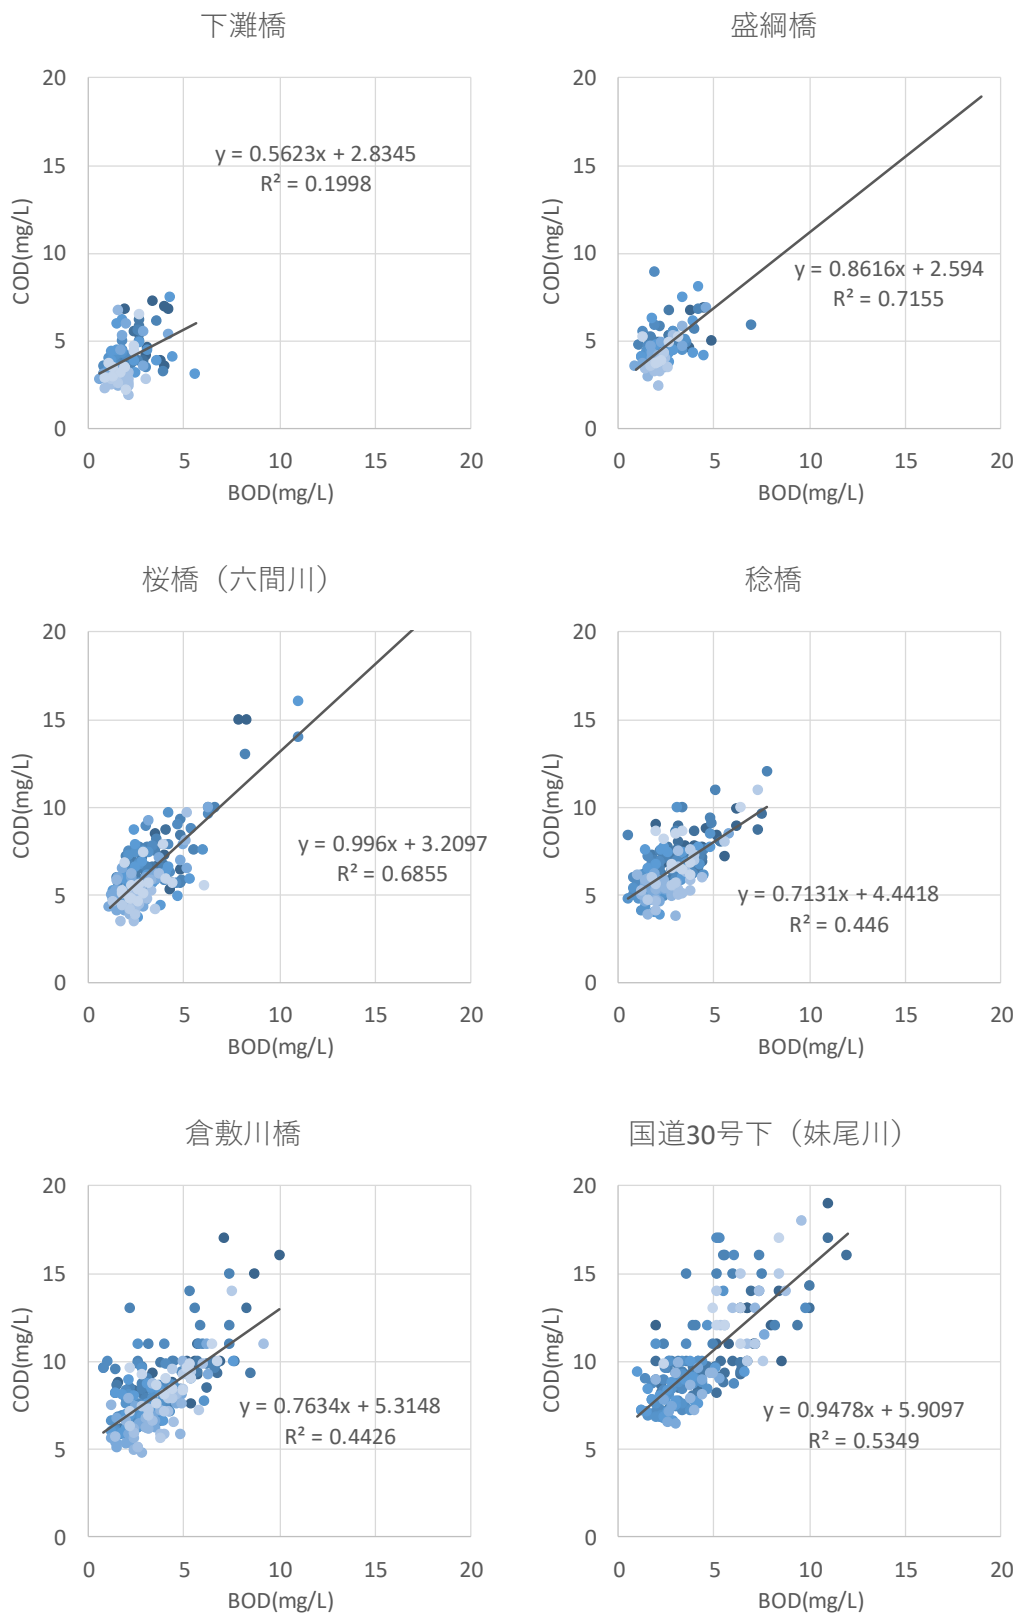 下灘橋
20
15
10
5
0
COD(mg/L)
y = 0.5623x + 2.8345
R² = 0.1998
0 5 10 15 20
BOD(mg/L)
盛綱橋
20
15
10
5
0
COD(mg/L)
y = 0.8616x + 2.594
R² = 0.7155
0 5 10 15 20
BOD(mg/L)
桜橋（六間川）
20
15
10
5
0
COD(mg/L)
y = 0.996x + 3.2097
R² = 0.6855
0 5 10 15 20
BOD(mg/L)
稔橋
20
15
10
5
0
COD(mg/L)
y = 0.7131x + 4.4418
R² = 0.446
0 5 10 15 20
BOD(mg/L)
倉敷川橋
20
15
10
5
0
COD(mg/L)
y = 0.7634x + 5.3148
R² = 0.4426
0 5 10 15 20
BOD(mg/L)
国道30号下（妹尾川）
20
15
10
5
0
COD(mg/L)
y = 0.9478x + 5.9097
R² = 0.5349
0 5 10 15 20
BOD(mg/L)